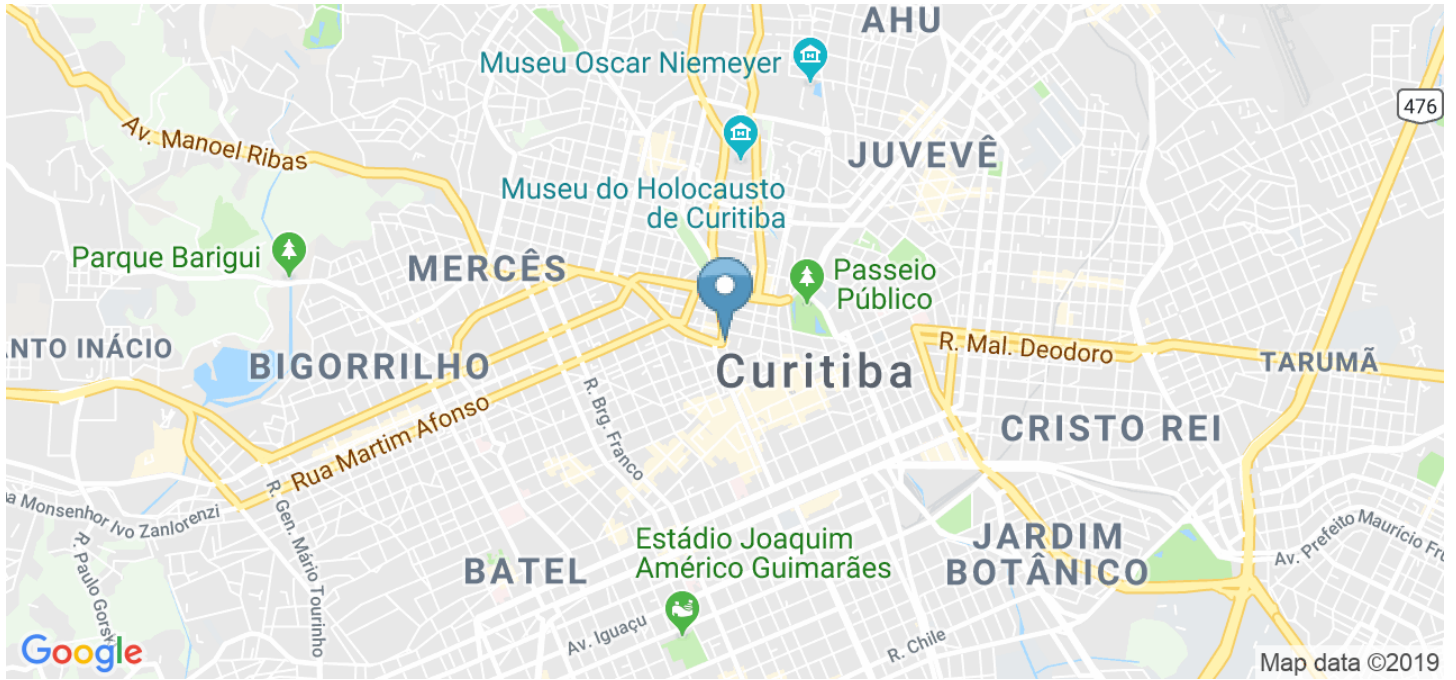 AHU
Museu Oscar Niemeyer
476
Av. Manoel Ribas
JUVEVÊ
Museu do Holocausto
de Curitiba
Parque Barigui
MERCÊS
Passeio
Público
NTO INÁCIO
BIGORRILHO
Curitiba
R. Mal. Deodoro
TARUMÃ
R. Brg. Franco
Rua Martim Afonso
CRISTO REI
a Monsenhor Ivo Zanlorenzi
R. Gen. Mário Tourinho
R. Paulo Gorsk
BATEL
Estádio Joaquim
Américo Guimarães
JARDIM
BOTÂNICO
Av. Prefeito Maurício Fr
Av. Iguaçu
R. Chile
Google
Map data ©2019